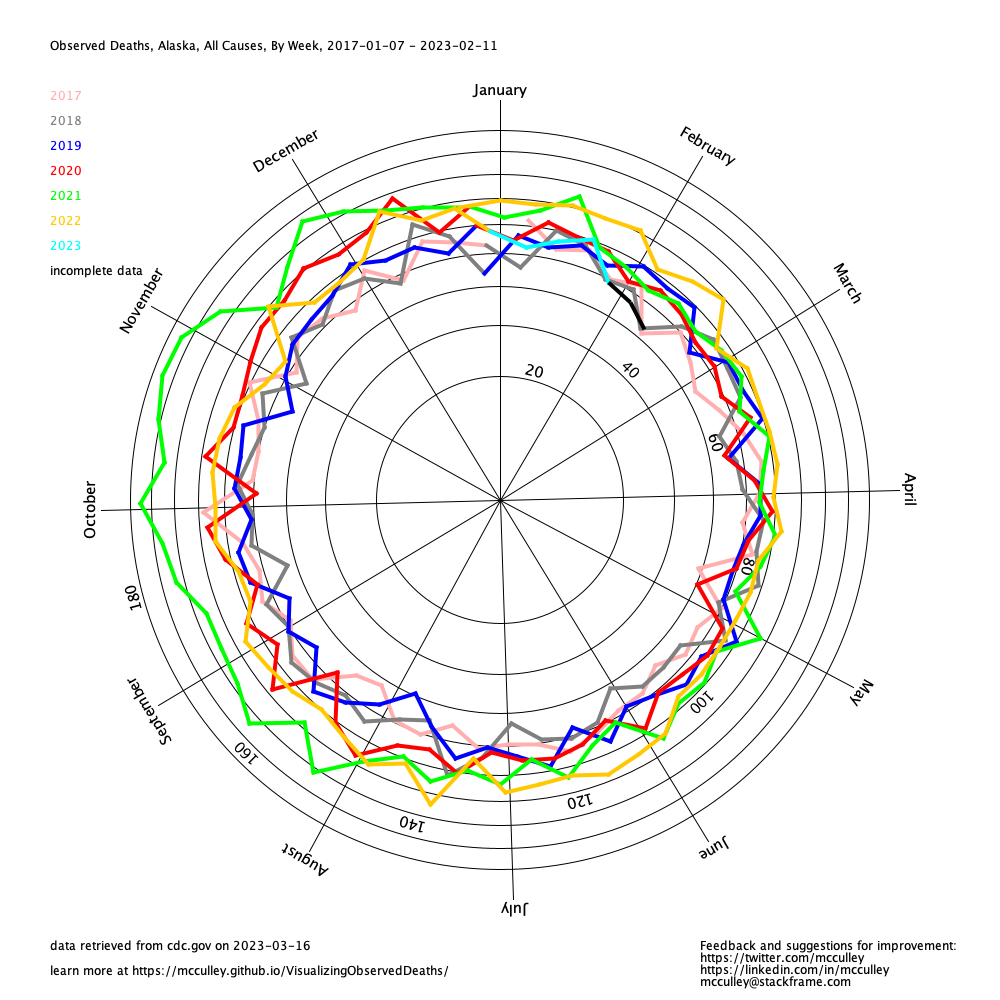 Observed Deaths, Alaska, All Causes, By Week, 2017-01-07 - 2023-02-11
2017
2018
2019
2020
2021
2022
2023
incomplete data
January
February
March
April
May
June
July
August
September
October
November
December
20
40
60
80
100
120
140
160
180
data retrieved from cdc.gov on 2023-03-16
learn more at https://mcculley.github.io/VisualizingObservedDeaths/
Feedback and suggestions for improvement:
https://twitter.com/mcculley
https://linkedin.com/in/mcculley
mcculley@stackframe.com